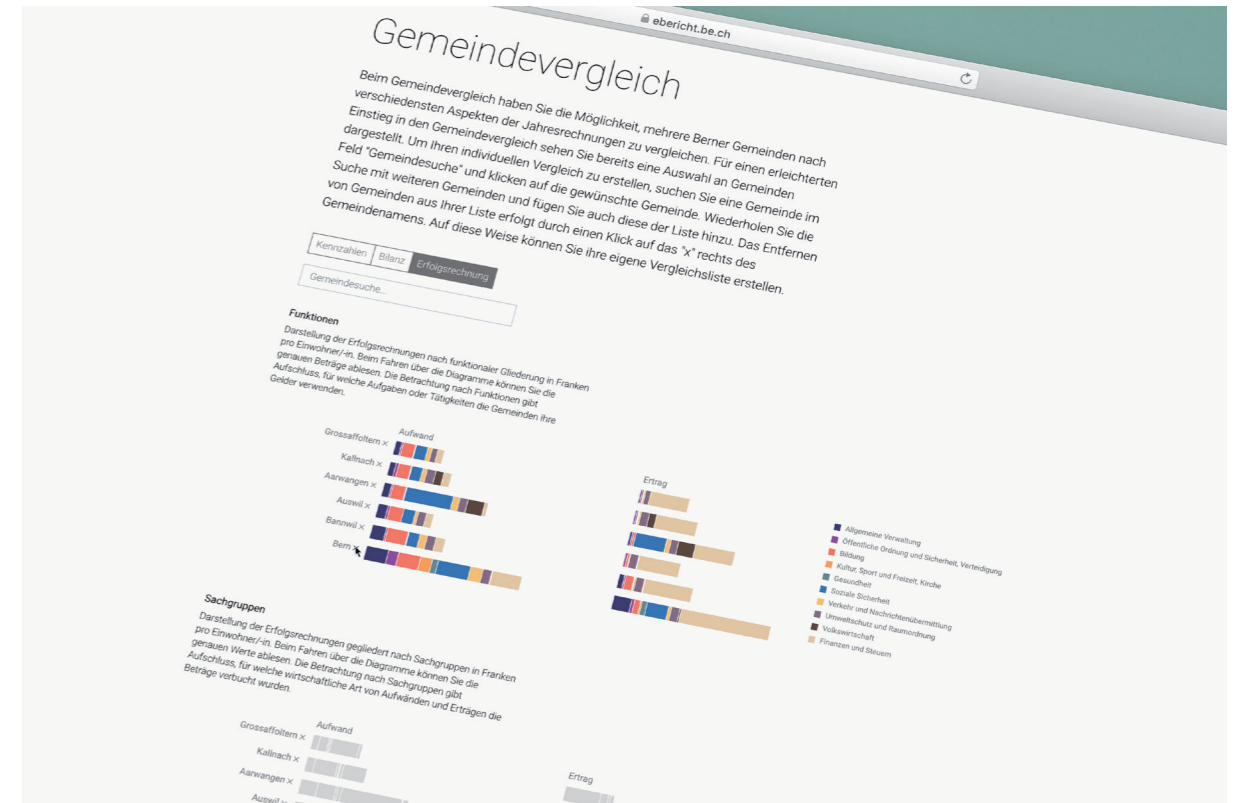 ebericht.be.ch
Gemeindevergleich
Beim Gemeindevergleich haben Sie die Möglichkeit, mehrere Berner Gemeinden nach
verschiedensten Aspekten der Jahresrechnungen zu vergleichen. Für einen erleichterten
Einstieg in den Gemeindevergleich sehen Sie bereits eine Auswahl an Gemeinden
dargestellt. Um Ihren individuellen Vergleich zu erstellen, suchen Sie eine Gemeinde im
Feld "Gemeindesuche" und klicken auf die gewünschte Gemeinde. Wiederholen Sie die
Suche mit weiteren Gemeinden und fügen Sie auch diese der Liste hinzu. Das Entfernen
von Gemeinden aus Ihrer Liste erfolgt durch einen Klick auf das "x" rechts des
Gemeindenamens. Auf diese Weise können Sie ihre eigene Vergleichsliste erstellen.
Kennzahlen Bilanz Erfolgsrechnung
Gemeindesuche...
Funktionen
Darstellung der Erfolgsrechnungen nach funktionaler Gliederung in Franken
pro Einwohner/-in. Beim Fahren über die Diagramme können Sie die
genauen Beträge ablesen. Die Betrachtung nach Funktionen gibt
Aufschluss, für welche Aufgaben oder Tätigkeiten die Gemeinden ihre
Gelder verwenden.
Aufwand
Grossaffoltern ×
Kallnach ×
Aarwangen ×
Auswil ×
Bannwil ×
Bern ×
Ertrag
Allgemeine Verwaltung
Öffentliche Ordnung und Sicherheit, Verteidigung
Bildung
Kultur, Sport und Freizeit, Kirche
Gesundheit
Soziale Sicherheit
Verkehr und Nachrichtenübermittlung
Umweltschutz und Raumordnung
Volkswirtschaft
Finanzen und Steuern
Sachgruppen
Darstellung der Erfolgsrechnungen gegliedert nach Sachgruppen in Franken
pro Einwohner/-in. Beim Fahren über die Diagramme können Sie die
genauen Werte ablesen. Die Betrachtung nach Sachgruppen gibt
Aufschluss, für welche wirtschaftliche Art von Aufwänden und Erträgen die
Beträge verbucht wurden.
Aufwand
Grossaffoltern ×
Kallnach ×
Aarwangen ×
Auswil ×
Ertrag